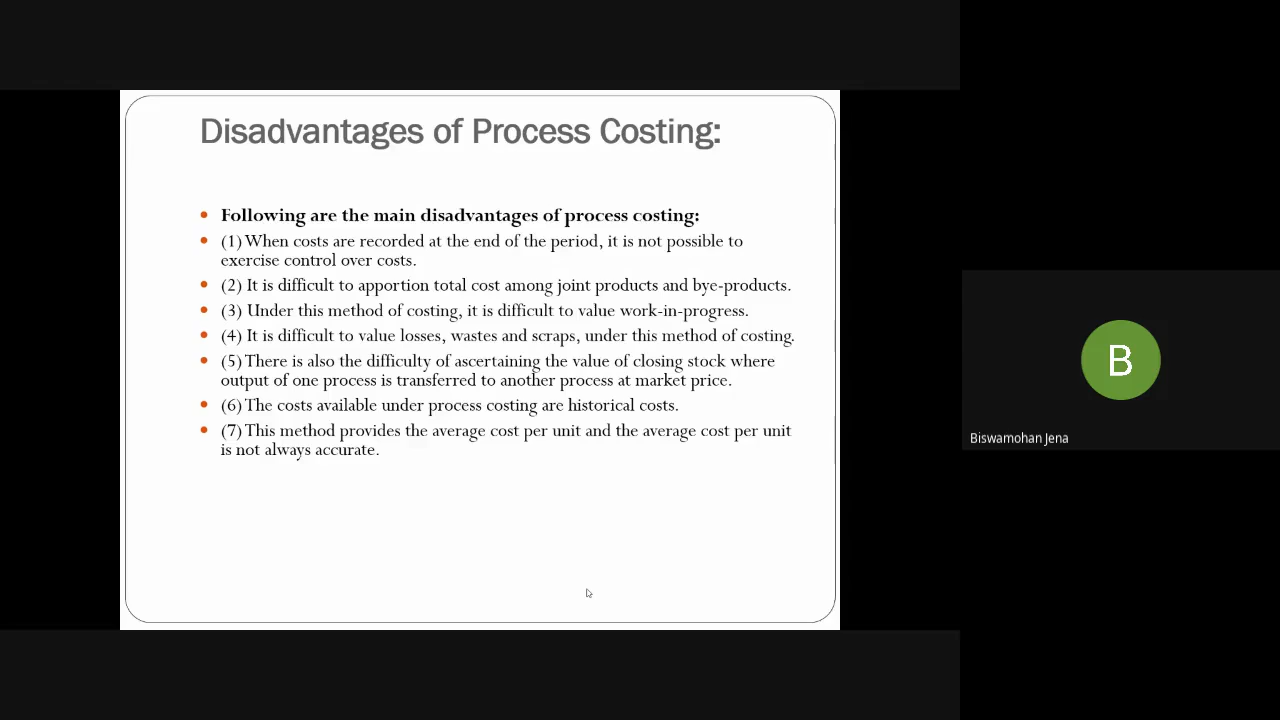 Disadvantages of Process Costing:
• Following are the main disadvantages of process costing:
• (1) When costs are recorded at the end of the period, it is not possible to
exercise control over costs.
• (2) It is difficult to apportion total cost among joint products and bye-products.
• (3) Under this method of costing, it is difficult to value work-in-progress.
• (4) It is difficult to value losses, wastes and scraps, under this method of costing.
• (5) There is also the difficulty of ascertaining the value of closing stock where
output of one process is transferred to another process at market price.
• (6) The costs available under process costing are historical costs.
• (7) This method provides the average cost per unit and the average cost per unit
is not always accurate.
B
Biswamohan Jena